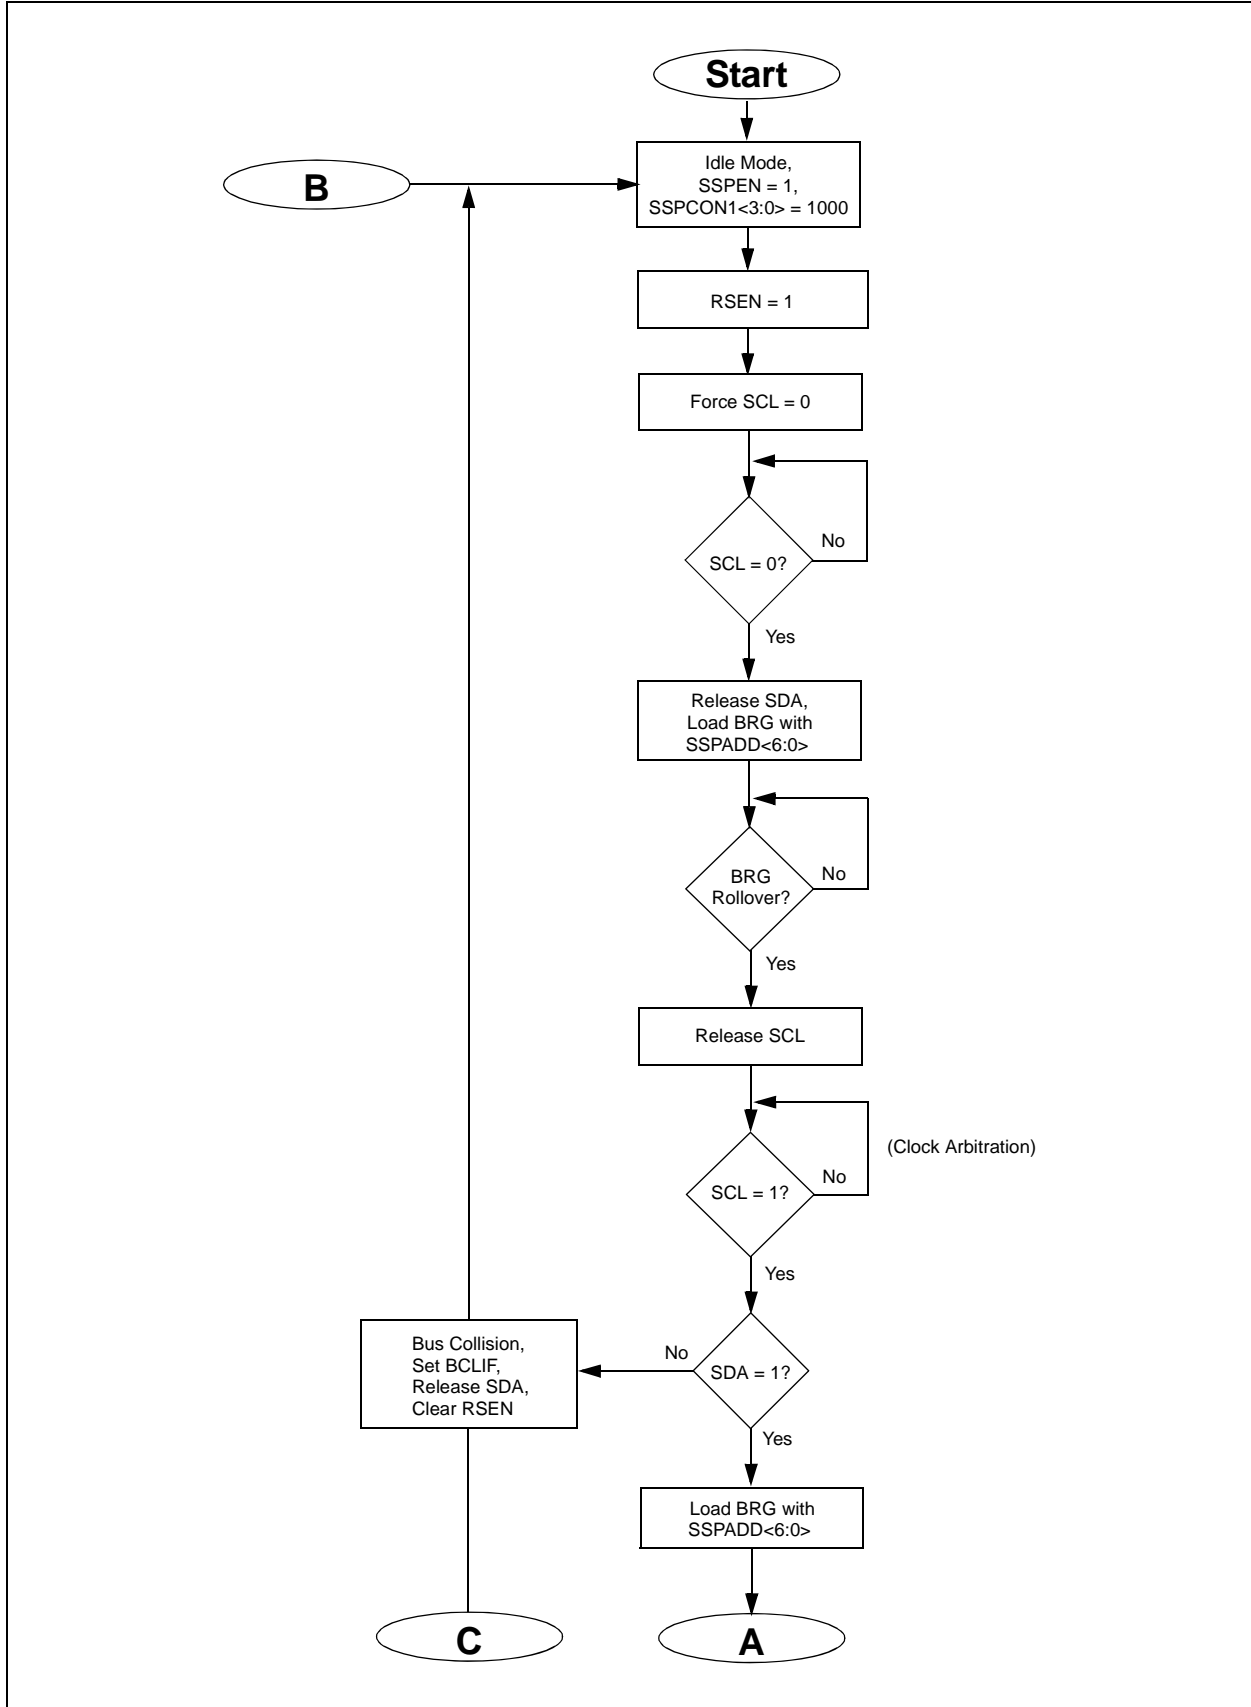 Start
B
Idle Mode,
SSPEN = 1,
SSPCON1<3:0> = 1000
RSEN = 1
Force SCL = 0
No
SCL = 0?
Yes
Release SDA,
Load BRG with
SSPADD<6:0>
BRG
No
Rollover?
Yes
Release SCL
(Clock Arbitration)
No
SCL = 1?
Yes
Bus Collision,
Set BCLIF,
Release SDA,
Clear RSEN
No
SDA = 1?
Yes
Load BRG with
SSPADD<6:0>
C
A